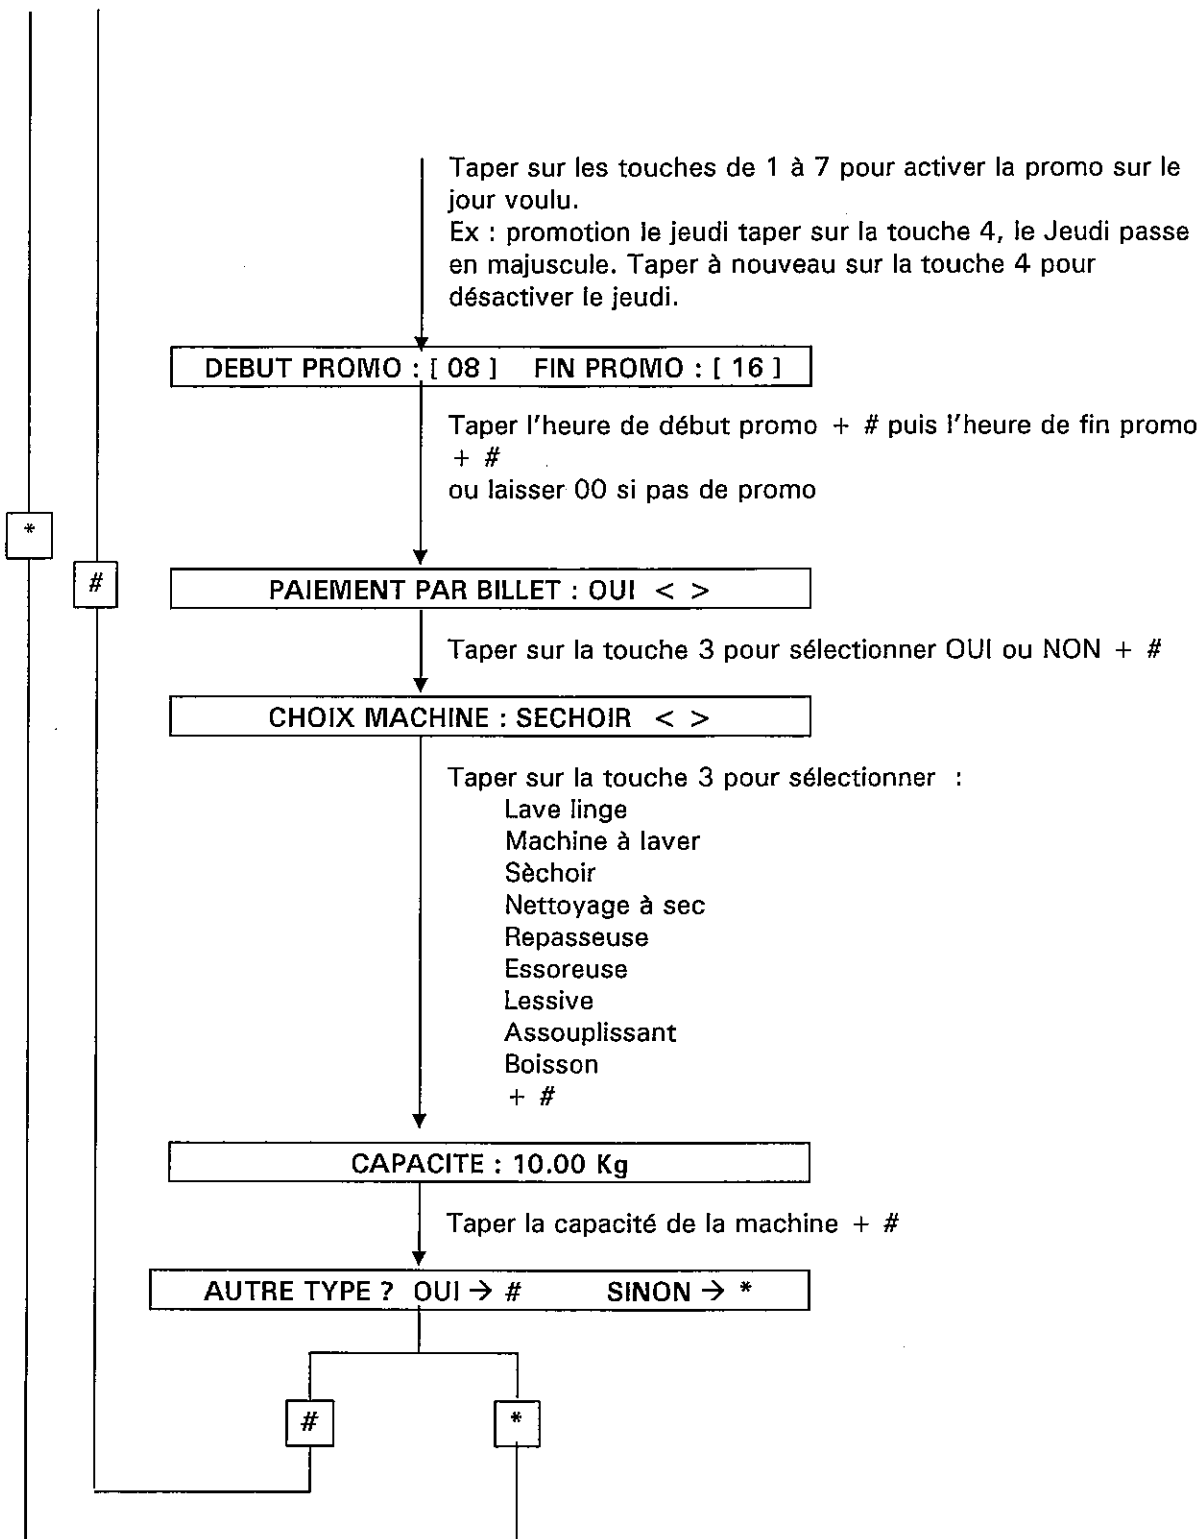 Taper sur les touches de 1 à 7 pour activer la promo sur le
jour voulu.
Ex : promotion le jeudi taper sur la touche 4, le Jeudi passe
en majuscule. Taper à nouveau sur la touche 4 pour
désactiver le jeudi.
DEBUT PROMO : [ 08 ] FIN PROMO : [ 16 ]
Taper l'heure de début promo + # puis l'heure de fin promo
+ #
ou laisser 00 si pas de promo
*
#
PAIEMENT PAR BILLET : OUI < >
Taper sur la touche 3 pour sélectionner OUI ou NON + #
CHOIX MACHINE : SECHOIR < >
Taper sur la touche 3 pour sélectionner :
Lave linge
Machine à laver
Sèchoir
Nettoyage à sec
Repasseuse
Essoreuse
Lessive
Assouplissant
Boisson
+ #
CAPACITE : 10.00 Kg
Taper la capacité de la machine + #
AUTRE TYPE ? OUI → # SINON → *
# *